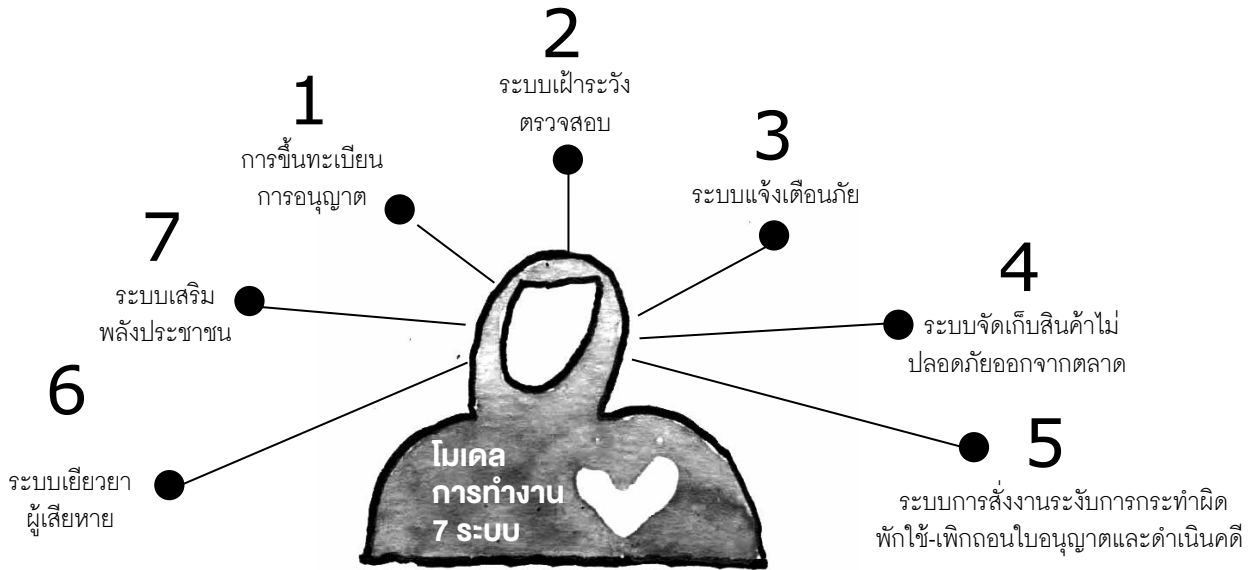 1
การขึ้นทะเบียน
การอนุญาต
2
ระบบเฝ้าระวัง
ตรวจสอบ
3
ระบบแจ้งเตือนภัย
4
ระบบจัดเก็บสินค้าไม่
ปลอดภัยออกจากตลาด
5
ระบบการสั่งงานระงับการกระทำผิด
พักใช้-เพิกถอนใบอนุญาตและดำเนินคดี
6
ระบบเยียวยา
ผู้เสียหาย
7
ระบบเสริม
พลังประชาชน
โมเดล
การทำงาน
7 ระบบ